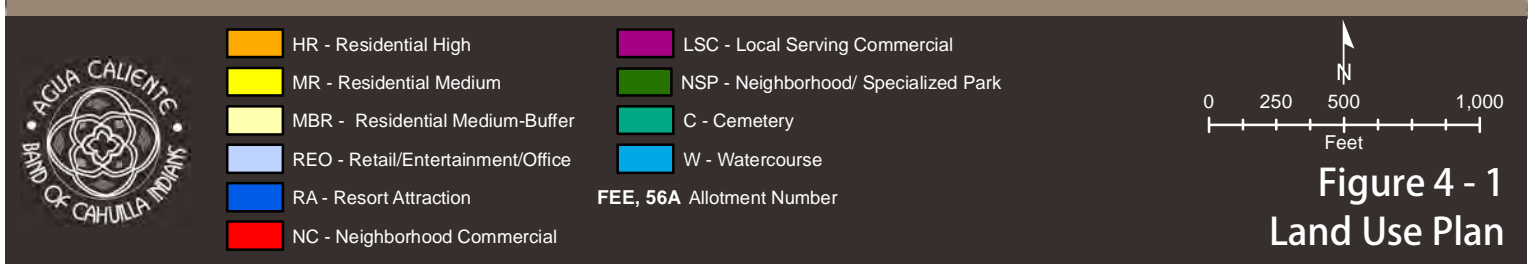 AGUA CALIENTE
BAND OF CAHUILLA INDIANS
HR - Residential High
MR - Residential Medium
MBR - Residential Medium-Buffer
REO - Retail/Entertainment/Office
RA - Resort Attraction
NC - Neighborhood Commercial
LSC - Local Serving Commercial
NSP - Neighborhood/ Specialized Park
C - Cemetery
W - Watercourse
FEE, 56A Allotment Number
N
0 250 500 1,000
Feet
Figure 4 - 1
Land Use Plan